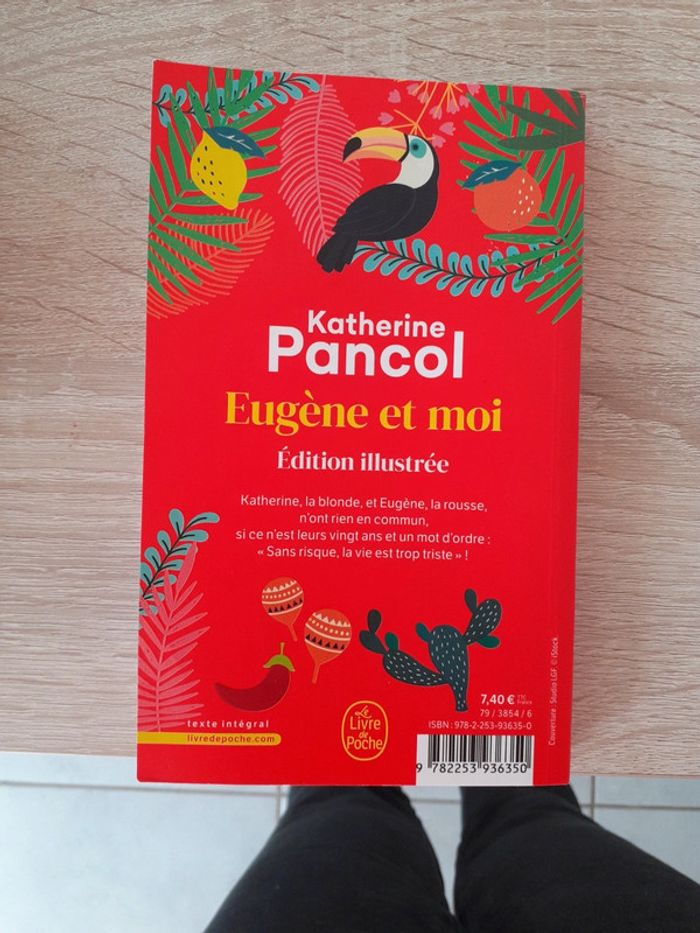 Katherine
Pancol
Eugène et moi
Édition illustrée
Katherine, la blonde, et Eugène, la rousse,
n'ont rien en commun,
si ce n'est leurs vingt ans et un mot d'ordre :
« Sans risque, la vie est trop triste » !
texte intégral
livredepoche.com
Le
Livre
de
Poche
7,40 € TTC
France
79 / 3854 / 6
ISBN : 978-2-253-93635-0
9 782253 936350
Couverture : Studio LGF. © iStock.